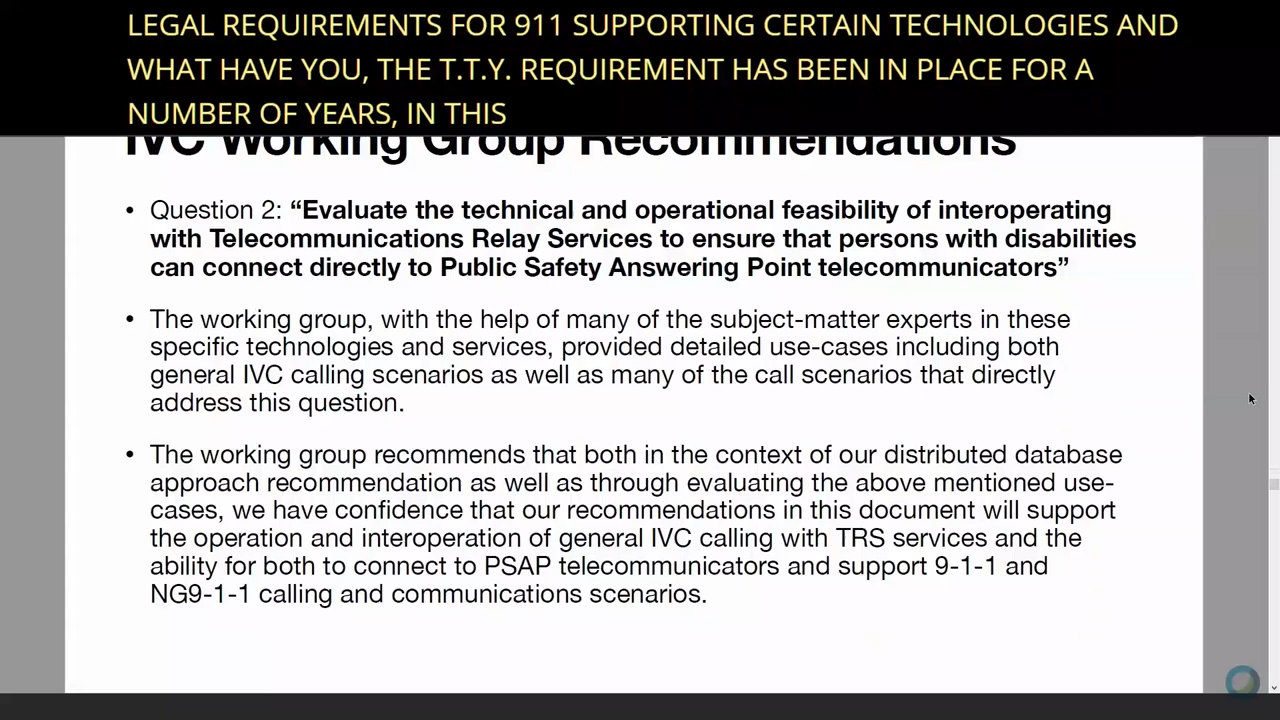 LEGAL REQUIREMENTS FOR 911 SUPPORTING CERTAIN TECHNOLOGIES AND
WHAT HAVE YOU, THE T.T.Y. REQUIREMENT HAS BEEN IN PLACE FOR A
NUMBER OF YEARS, IN THIS
IVC Working Group Recommendations
• Question 2: “Evaluate the technical and operational feasibility of interoperating
with Telecommunications Relay Services to ensure that persons with disabilities
can connect directly to Public Safety Answering Point telecommunicators”
• The working group, with the help of many of the subject-matter experts in these
specific technologies and services, provided detailed use-cases including both
general IVC calling scenarios as well as many of the call scenarios that directly
address this question.
• The working group recommends that both in the context of our distributed database
approach recommendation as well as through evaluating the above mentioned use-
cases, we have confidence that our recommendations in this document will support
the operation and interoperation of general IVC calling with TRS services and the
ability for both to connect to PSAP telecommunicators and support 9-1-1 and
NG9-1-1 calling and communications scenarios.